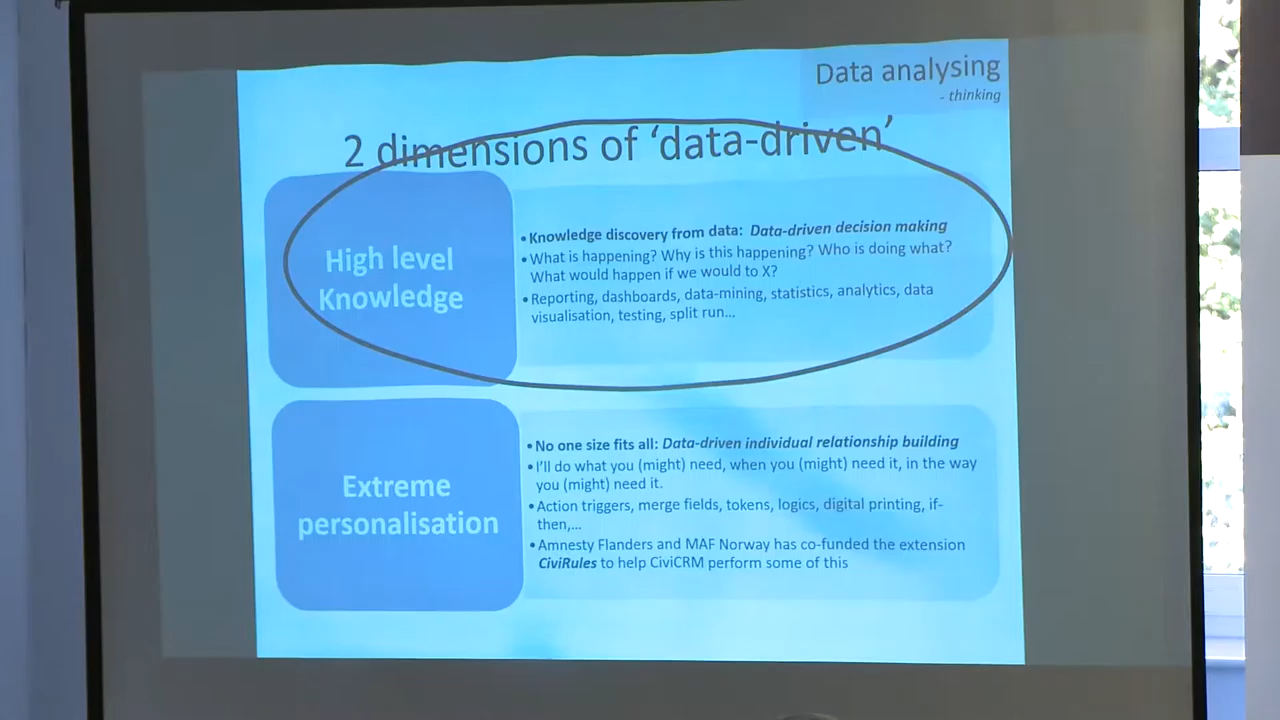 Data analysing
- thinking
2 dimensions of ‘data-driven’
High level
Knowledge
• Knowledge discovery from data: Data-driven decision making
• What is happening? Why is this happening? Who is doing what?
What would happen if we would to X?
• Reporting, dashboards, data-mining, statistics, analytics, data
visualisation, testing, split run...
Extreme
personalisation
• No one size fits all: Data-driven individual relationship building
• I'll do what you (might) need, when you (might) need it, in the way
you (might) need it.
• Action triggers, merge fields, tokens, logics, digital printing, if-
then,...
• Amnesty Flanders and MAF Norway has co-funded the extension
CiviRules to help CiviCRM perform some of this